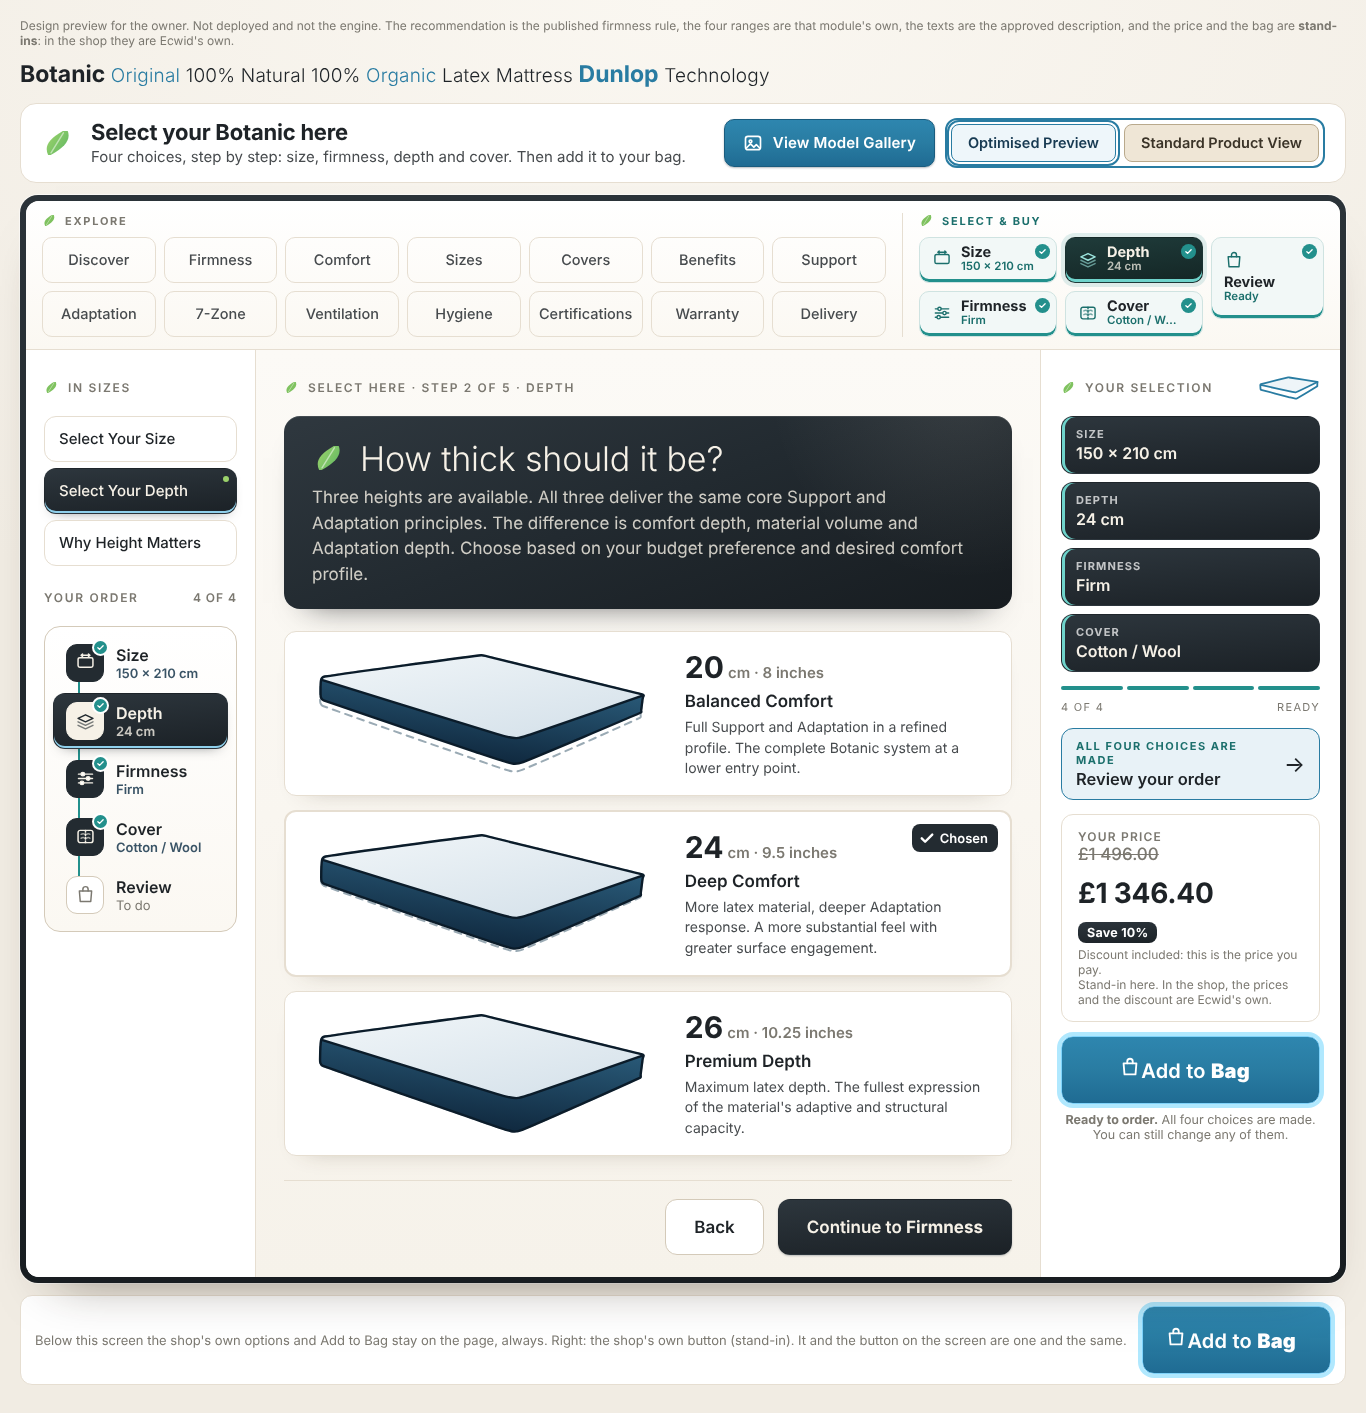 Design preview for the owner. Not deployed and not the engine. The recommendation is the published firmness rule, the four ranges are that module's own, the texts are the approved description, and the price and the bag are stand-
ins: in the shop they are Ecwid's own.
Botanic Original 100% Natural 100% Organic Latex Mattress Dunlop Technology
Select your Botanic here
Four choices, step by step: size, firmness, depth and cover. Then add it to your bag.
View Model Gallery
Optimised Preview
Standard Product View
EXPLORE
Discover
Firmness
Comfort
Sizes
Covers
Benefits
Support
Adaptation
7-Zone
Ventilation
Hygiene
Certifications
Warranty
Delivery
SELECT & BUY
Size
150 × 210 cm
Depth
24 cm
Firmness
Firm
Cover
Cotton / W...
Review
Ready
IN SIZES
Select Your Size
Select Your Depth
Why Height Matters
YOUR ORDER
4 OF 4
Size
150 × 210 cm
Depth
24 cm
Firmness
Firm
Cover
Cotton / Wool
Review
To do
SELECT HERE · STEP 2 OF 5 · DEPTH
How thick should it be?
Three heights are available. All three deliver the same core Support and
Adaptation principles. The difference is comfort depth, material volume and
Adaptation depth. Choose based on your budget preference and desired comfort
profile.
20 cm · 8 inches
Balanced Comfort
Full Support and Adaptation in a refined
profile. The complete Botanic system at a
lower entry point.
24 cm · 9.5 inches
Chosen
Deep Comfort
More latex material, deeper Adaptation
response. A more substantial feel with
greater surface engagement.
26 cm · 10.25 inches
Premium Depth
Maximum latex depth. The fullest expression
of the material's adaptive and structural
capacity.
Back
Continue to Firmness
YOUR SELECTION
SIZE
150 × 210 cm
DEPTH
24 cm
FIRMNESS
Firm
COVER
Cotton / Wool
4 OF 4
READY
ALL FOUR CHOICES ARE
MADE
Review your order
YOUR PRICE
£1 496.00
£1 346.40
Save 10%
Discount included: this is the price you
pay.
Stand-in here. In the shop, the prices
and the discount are Ecwid's own.
Add to Bag
Ready to order. All four choices are made.
You can still change any of them.
Below this screen the shop's own options and Add to Bag stay on the page, always. Right: the shop's own button (stand-in). It and the button on the screen are one and the same.
Add to Bag